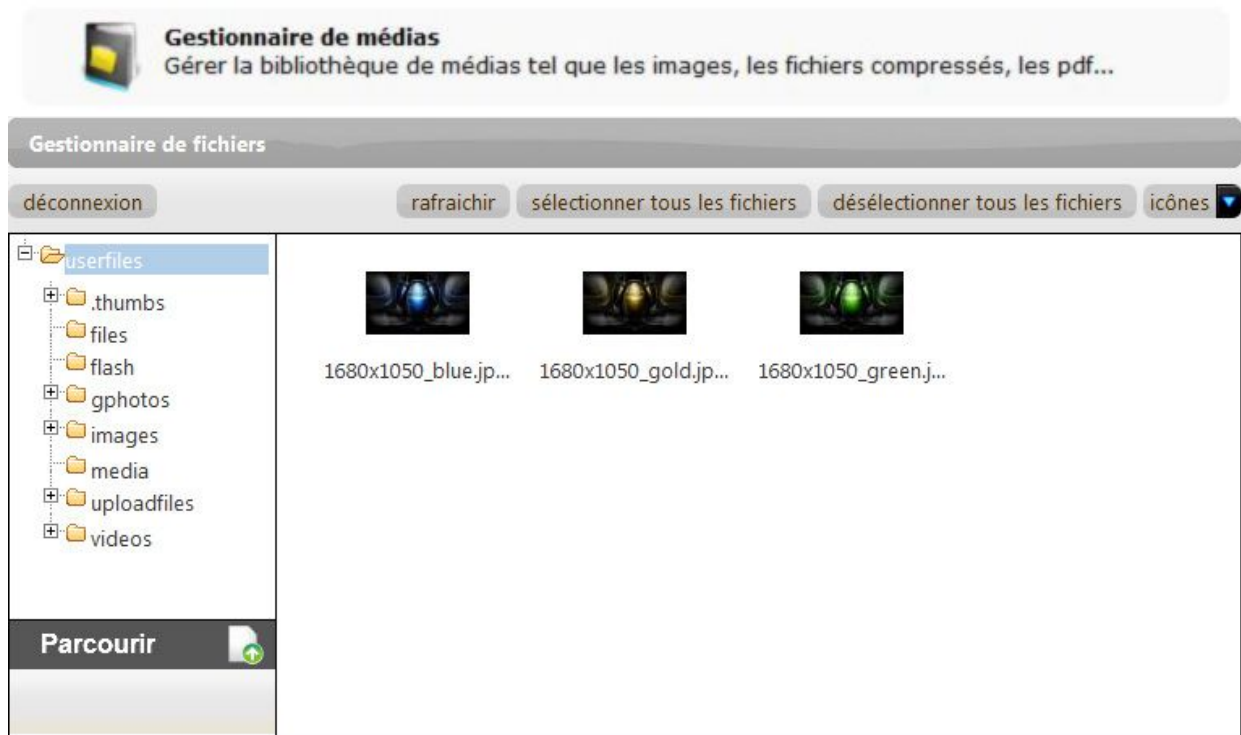 Gestionnaire de médias
Gérer la bibliothèque de médias tel que les images, les fichiers compressés, les pdf...
Gestionnaire de fichiers
déconnexion rafraichir sélectionner tous les fichiers désélectionner tous les fichiers icônes
userfiles
.thumbs
files
flash
gphotos
images
media
uploadfiles
videos
1680x1050_blue.jp... 1680x1050_gold.jp... 1680x1050_green.j...
Parcourir